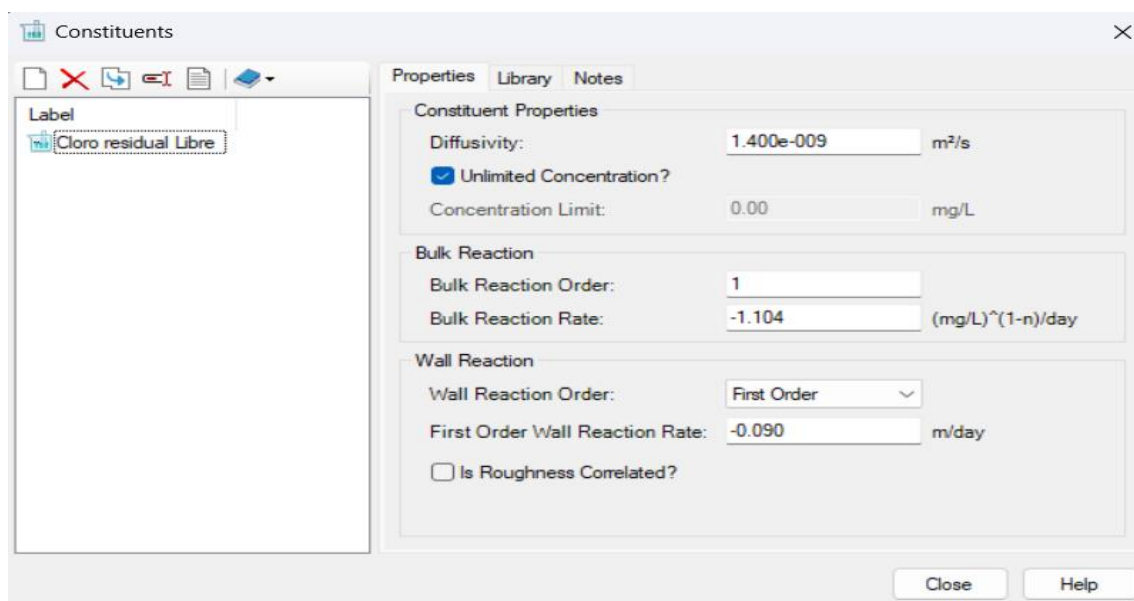 Constituents
Label
Cloro residual Libre
Properties Library Notes
Constituent Properties
Diffusivity: 1.400e-009 m²/s
Unlimited Concentration?
Concentration Limit: 0.00 mg/L
Bulk Reaction
Bulk Reaction Order: 1
Bulk Reaction Rate: -1.104 (mg/L)^(1-n)/day
Wall Reaction
Wall Reaction Order: First Order
First Order Wall Reaction Rate: -0.090 m/day
Is Roughness Correlated?
Close Help